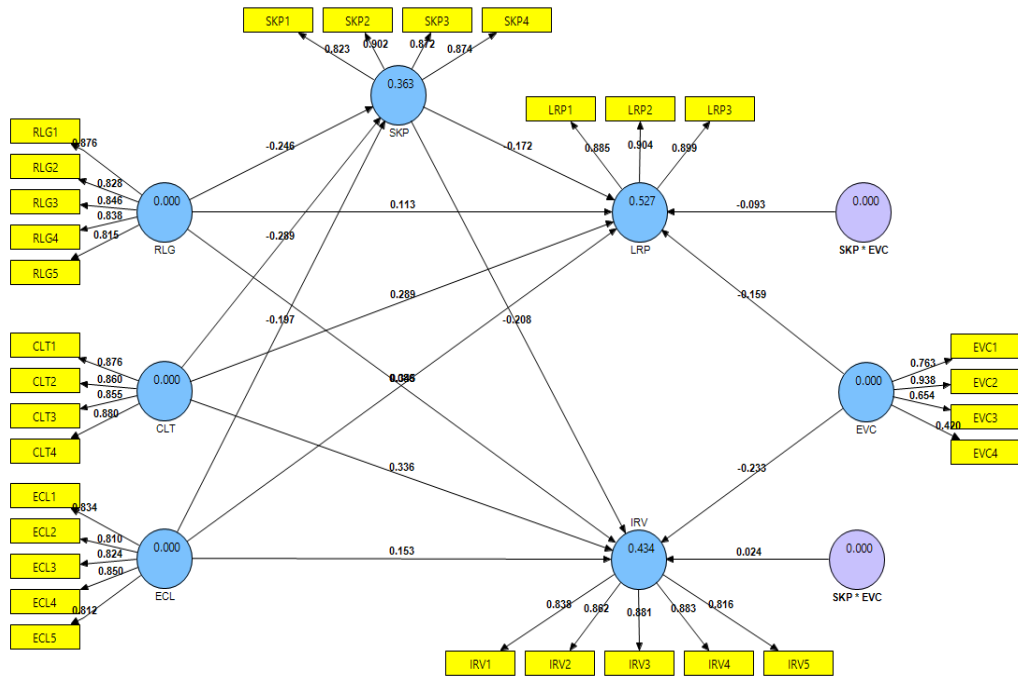 SKP1 SKP2 SKP3 SKP4
0.823 0.902 0.872 0.874
0.363
SKP
LRP1 LRP2 LRP3
0.885 0.904 0.899
RLG1
0.876
RLG2
0.828
RLG3
0.846
RLG4
0.838
RLG5
0.815
0.000
RLG
-0.246
-0.172
0.113
0.527
LRP
-0.093
0.000
SKP * EVC
-0.289
0.289
-0.197
-0.208
-0.159
CLT1
0.876
CLT2
0.860
CLT3
0.855
CLT4
0.880
0.000
CLT
0.336
0.000
EVC
EVC1
0.763
EVC2
0.938
EVC3
0.654
EVC4
0.420
-0.233
ECL1
0.834
ECL2
0.810
ECL3
0.824
ECL4
0.850
ECL5
0.812
0.000
ECL
0.153
IRV
0.434
0.024
0.000
SKP * EVC
0.838 0.862 0.881 0.883 0.816
IRV1 IRV2 IRV3 IRV4 IRV5